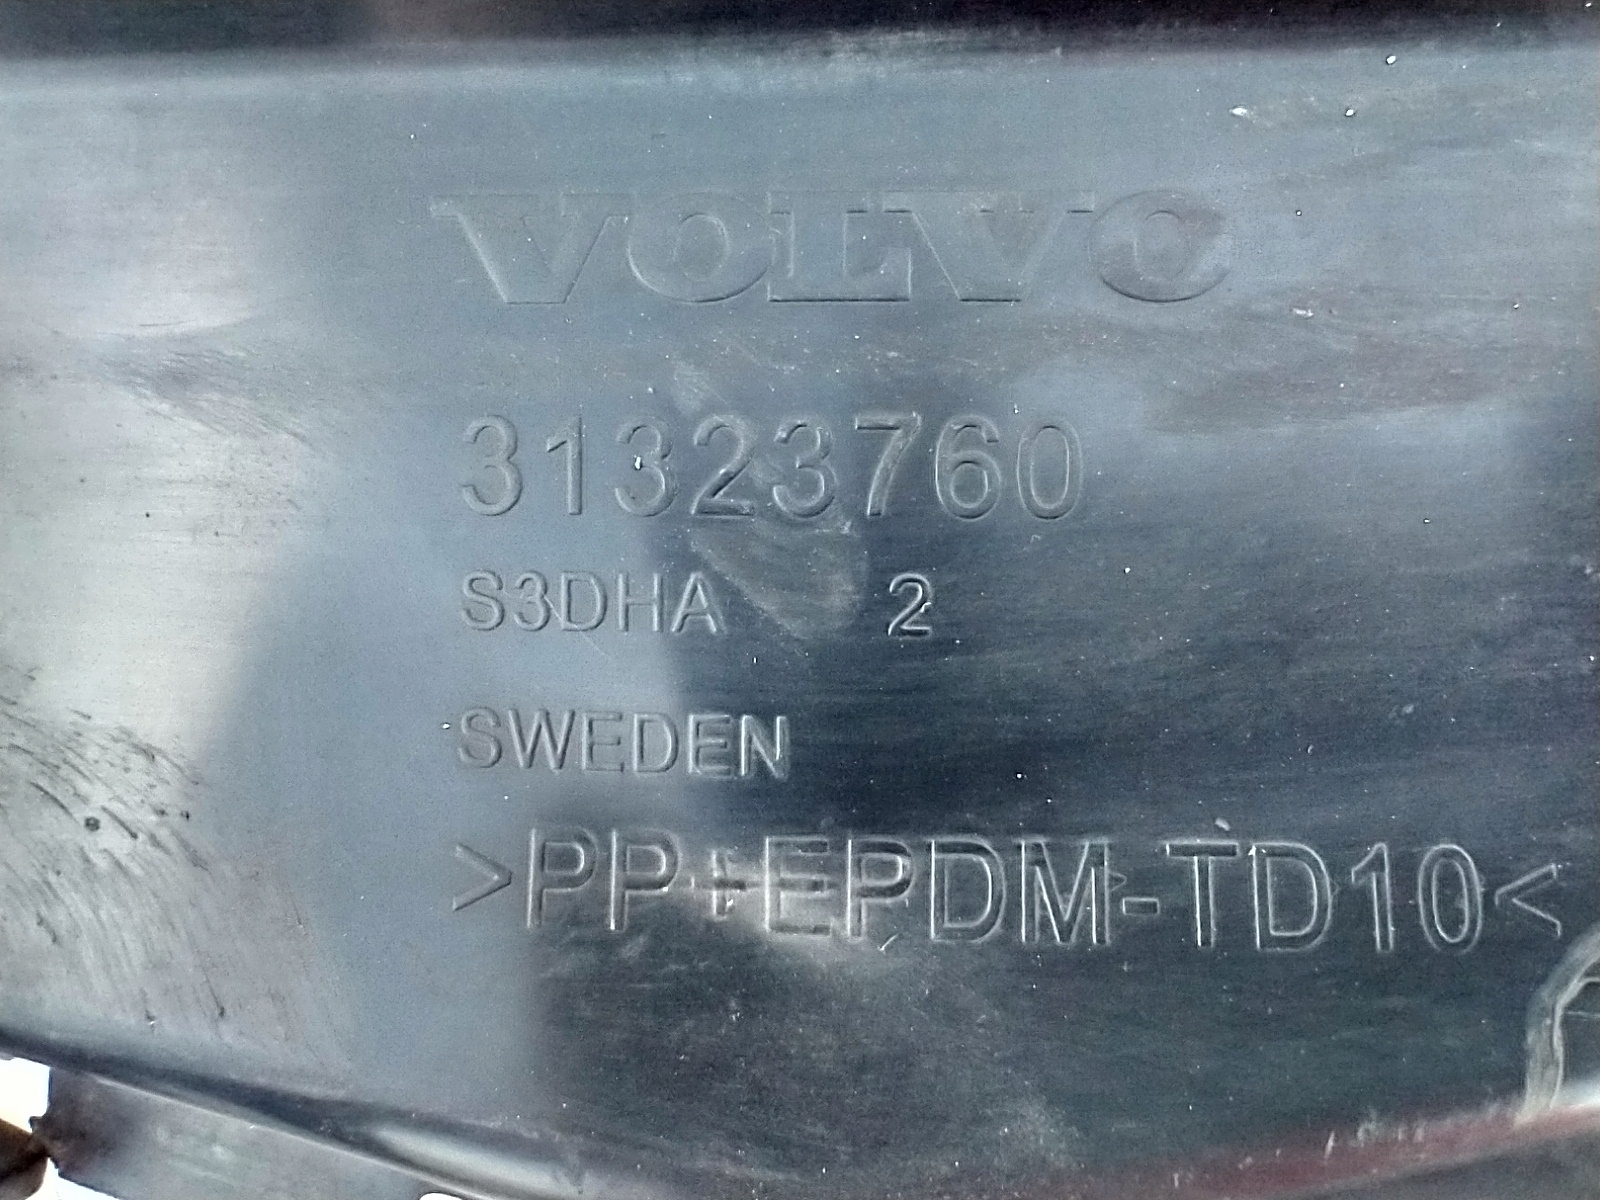 VOLVO
31323760
S3DHA 2
SWEDEN
>PP+EPDM-TD10<